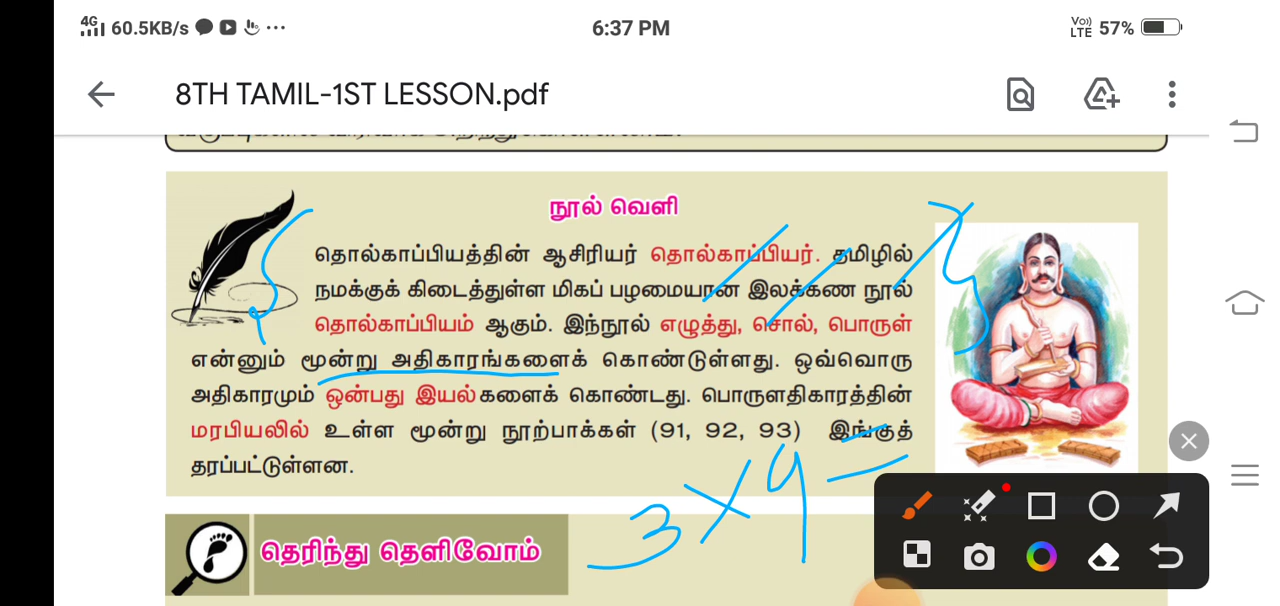 4G 60.5KB/s ... 6:37 PM Vo)) LTE 57%
8TH TAMIL-1ST LESSON.pdf
நூல் வெளி
தொல்காப்பியத்தின் ஆசிரியர் தொல்காப்பியர். தமிழில்
நமக்குக் கிடைத்துள்ள மிகப் பழமையான இலக்கண நூல்
தொல்காப்பியம் ஆகும். இந்நூல் எழுத்து, சொல், பொருள்
என்னும் மூன்று அதிகாரங்களைக் கொண்டுள்ளது. ஒவ்வொரு
அதிகாரமும் ஒன்பது இயல்களைக் கொண்டது. பொருளதிகாரத்தின்
மரபியலில் உள்ள மூன்று நூற்பாக்கள் (91, 92, 93) இங்குத்
தரப்பட்டுள்ளன.
3 × 9 =
தெரிந்து தெளிவோம்